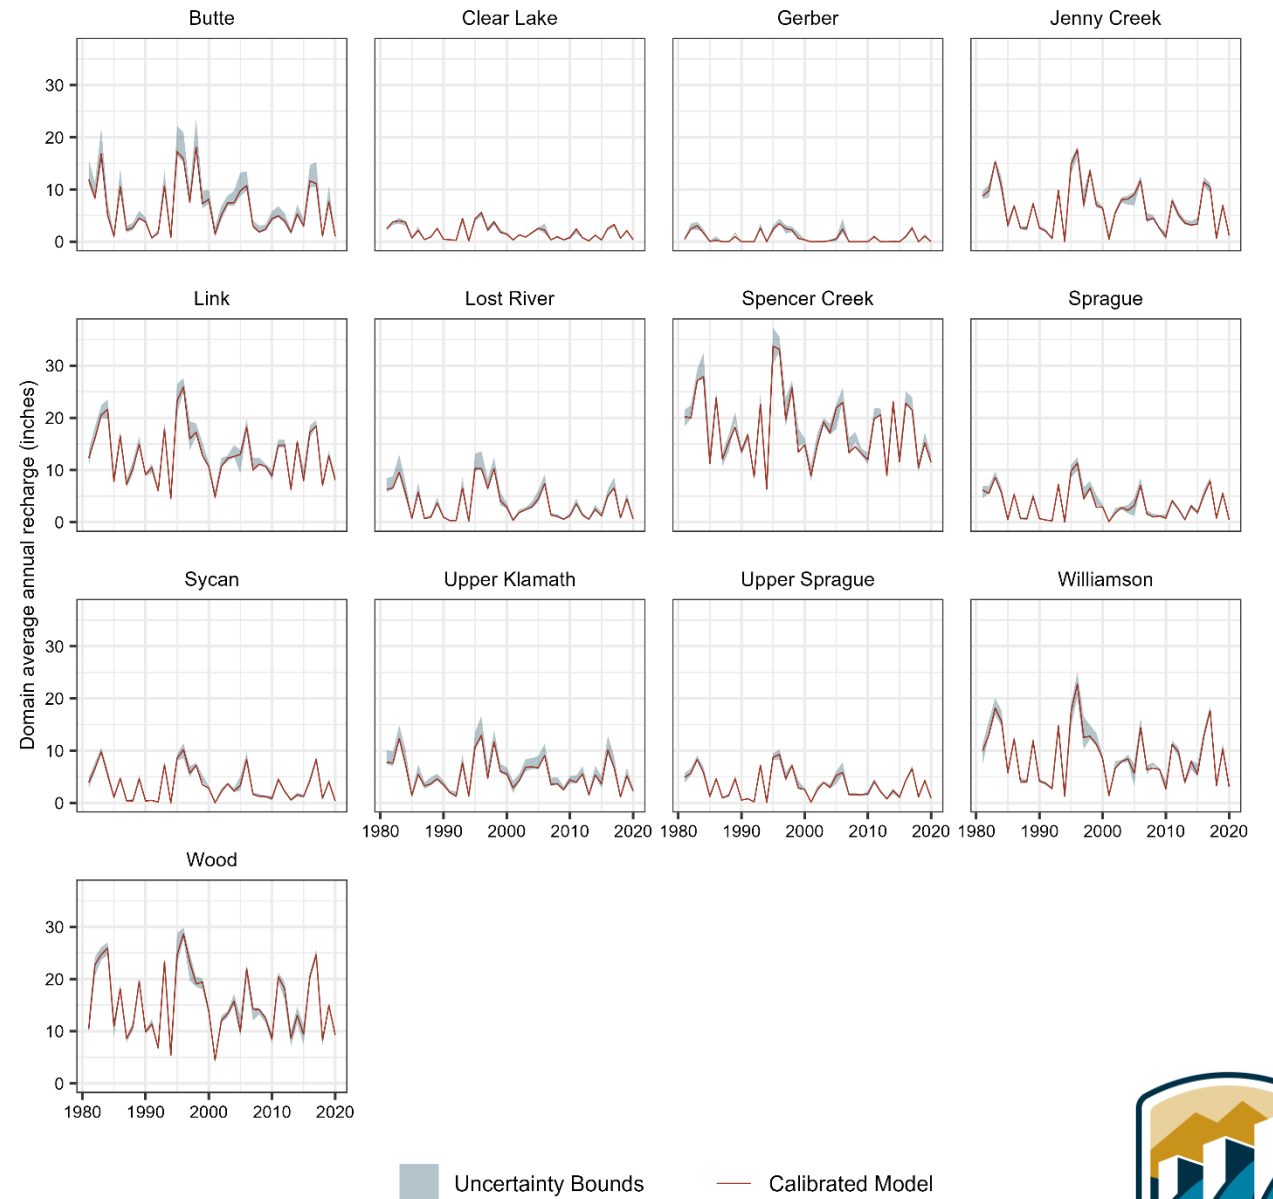 Butte Clear Lake Gerber Jenny Creek
30
20
10
0
Link Lost River Spencer Creek Sprague
30
20
10
0
Domain average annual recharge (inches)
Sycan Upper Klamath Upper Sprague Williamson
30
20
10
0
1980 1990 2000 2010 2020 1980 1990 2000 2010 2020 1980 1990 2000 2010 2020
Wood
30
20
10
0
1980 1990 2000 2010 2020
Uncertainty Bounds Calibrated Model